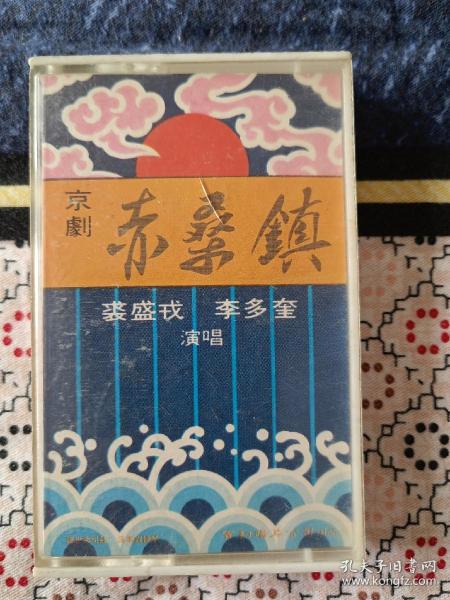 京劇
赤桑鎮
裘盛戎 李多奎
演唱
孔夫子旧书网
www.kongfz.com